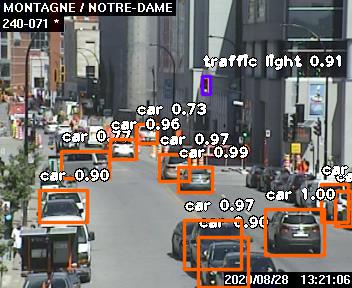 MONTAGNE / NOTRE-DAME
240-071 *
traffic light 0.91
car 0.73
car 0.96
car 0.77
car 0.97
car 0.99
car 0.90
car
car 1.00
car 0.97
car 0.90
2020/08/28 13:21:06